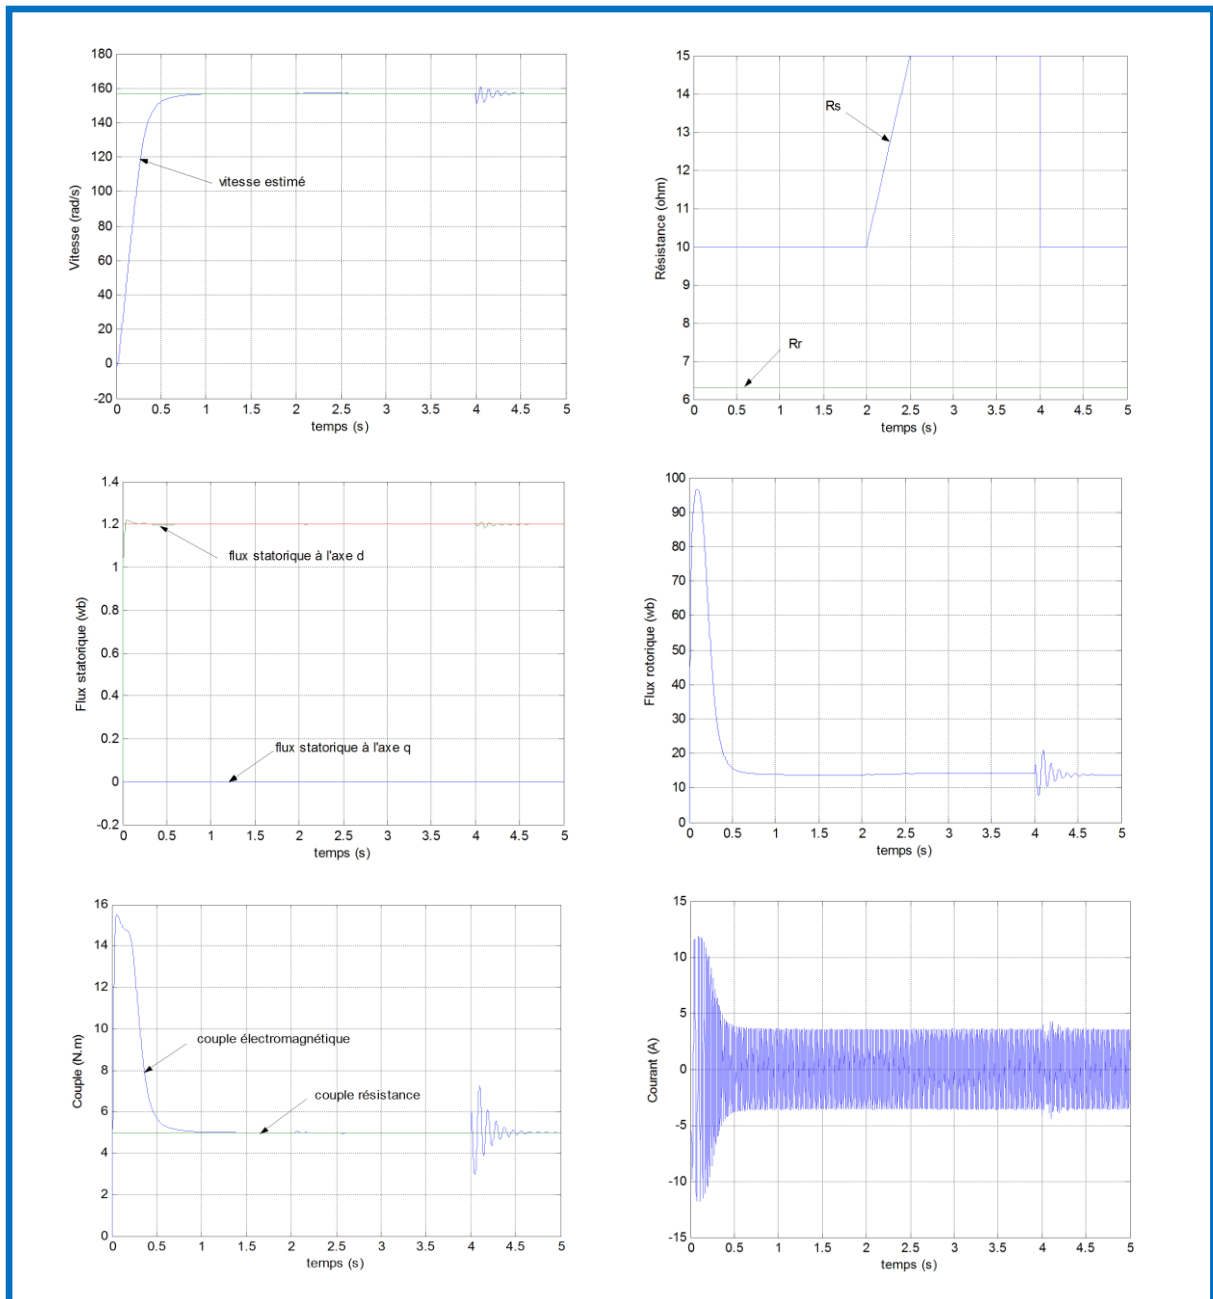 180
160
140
120
100
80
60
40
20
0
-20
Vitesse (rad/s)
vitesse estimé
0 0.5 1 1.5 2 2.5 3 3.5 4 4.5 5
temps (s)
15
14
13
12
11
10
9
8
7
6
Résistance (ohm)
Rs
Rr
0 0.5 1 1.5 2 2.5 3 3.5 4 4.5 5
temps (s)
1.4
1.2
1
0.8
0.6
0.4
0.2
0
-0.2
Flux statorique (wb)
flux statorique à l'axe d
flux statorique à l'axe q
0 0.5 1 1.5 2 2.5 3 3.5 4 4.5 5
temps (s)
100
90
80
70
60
50
40
30
20
10
0
Flux rotorique (wb)
0 0.5 1 1.5 2 2.5 3 3.5 4 4.5 5
temps (s)
16
14
12
10
8
6
4
2
0
Couple (N.m)
couple électromagnétique
couple résistance
0 0.5 1 1.5 2 2.5 3 3.5 4 4.5 5
temps (s)
15
10
5
0
-5
-10
-15
Courant (A)
0 0.5 1 1.5 2 2.5 3 3.5 4 4.5 5
temps (s)